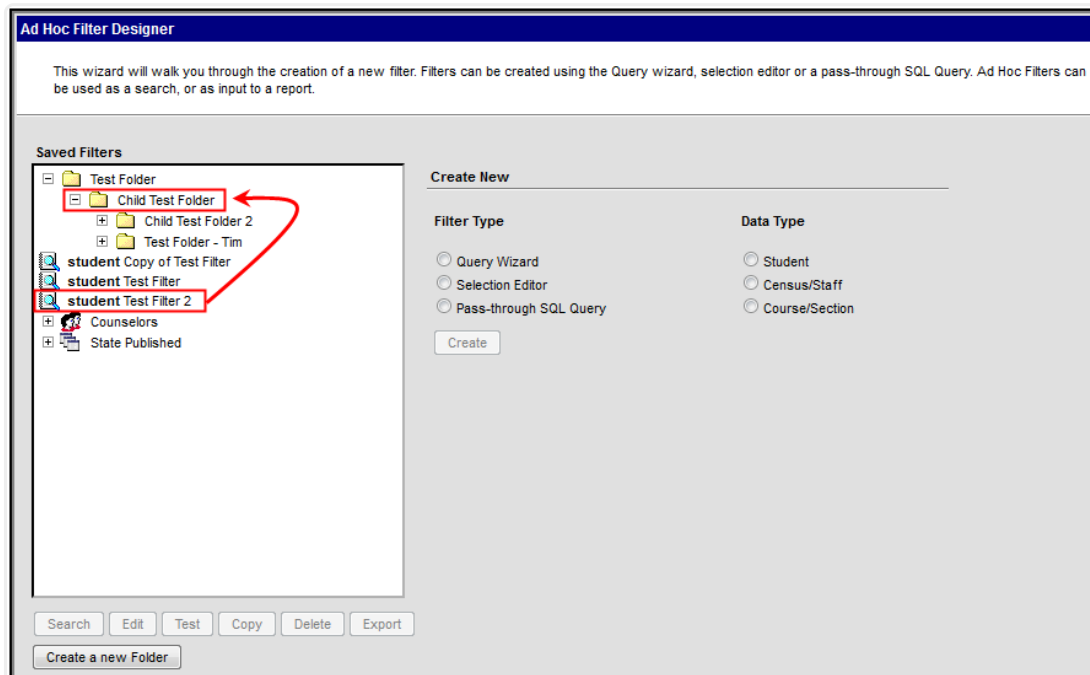 Ad Hoc Filter Designer
This wizard will walk you through the creation of a new filter. Filters can be created using the Query wizard, selection editor or a pass-through SQL Query. Ad Hoc Filters can
be used as a search, or as input to a report.
Saved Filters
Test Folder
Child Test Folder
Child Test Folder 2
Test Folder - Tim
student Copy of Test Filter
student Test Filter
student Test Filter 2
Counselors
State Published
Search Edit Test Copy Delete Export
Create a new Folder
Create New
Filter Type
Query Wizard
Selection Editor
Pass-through SQL Query
Create
Data Type
Student
Census/Staff
Course/Section